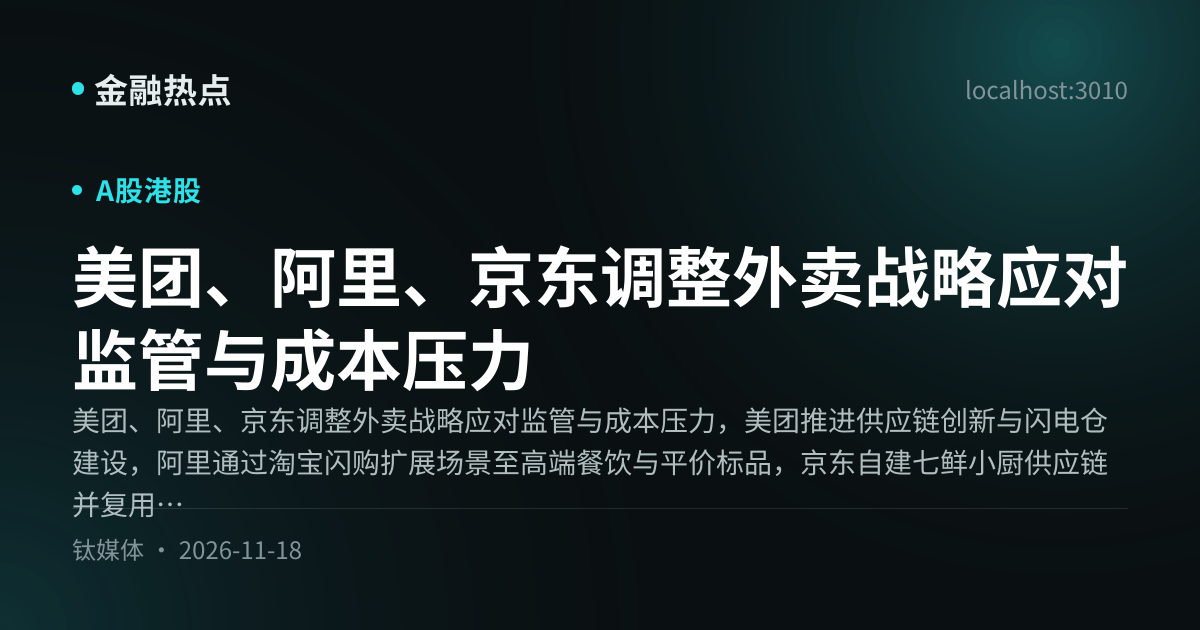 金融热点
localhost:3010
A股港股
美团、阿里、京东调整外卖战略应对
监管与成本压力
美团、阿里、京东调整外卖战略应对监管与成本压力，美团推进供应链创新与闪电仓
建设，阿里通过淘宝闪购扩展场景至高端餐饮与平价标品，京东自建七鲜小厨供应链
并复用…
钛媒体 • 2026-11-18